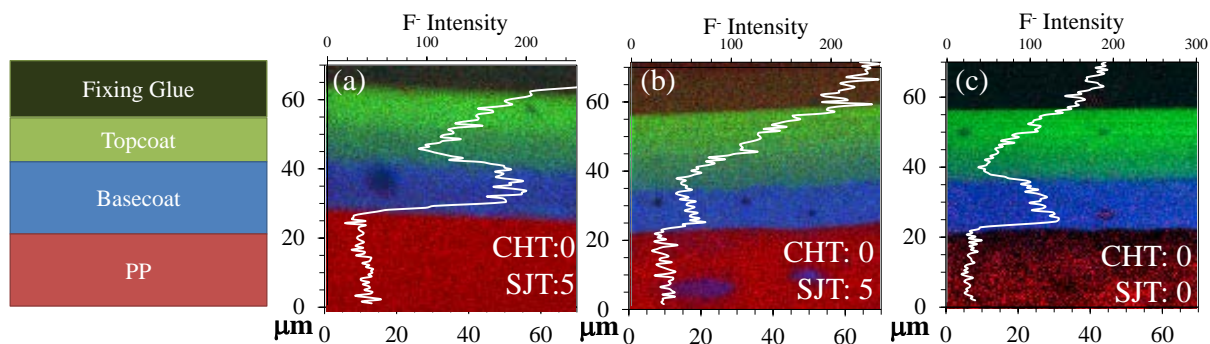 Fixing Glue
Topcoat
Basecoat
PP
F- Intensity
0 100 200
(a)
60
40
20
0
CHT:0
SJT:5
μm 0 20 40 60
F- Intensity
0 100 200
(b)
60
40
20
0
CHT: 0
SJT: 5
μm 0 20 40 60
F- Intensity
0 100 200 300
(c)
60
40
20
0
CHT: 0
SJT: 0
μm 0 20 40 60